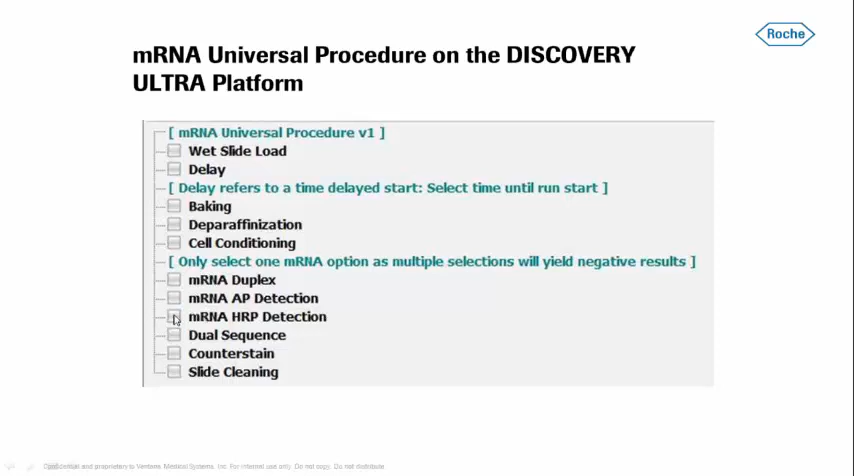 Roche
mRNA Universal Procedure on the DISCOVERY
ULTRA Platform
[ mRNA Universal Procedure v1 ]
Wet Slide Load
Delay
[ Delay refers to a time delayed start: Select time until run start ]
Baking
Deparaffinization
Cell Conditioning
[ Only select one mRNA option as multiple selections will yield negative results ]
mRNA Duplex
mRNA AP Detection
mRNA HRP Detection
Dual Sequence
Counterstain
Slide Cleaning
Confidential and proprietary to Ventana Medical Systems, Inc. For internal use only. Do not copy. Do not distribute